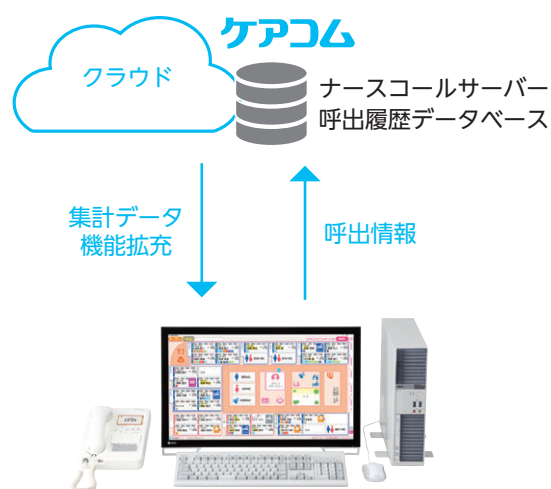 ケアコム
クラウド
ナースコールサーバー
呼出履歴データベース
集計データ
機能拡充
呼出情報